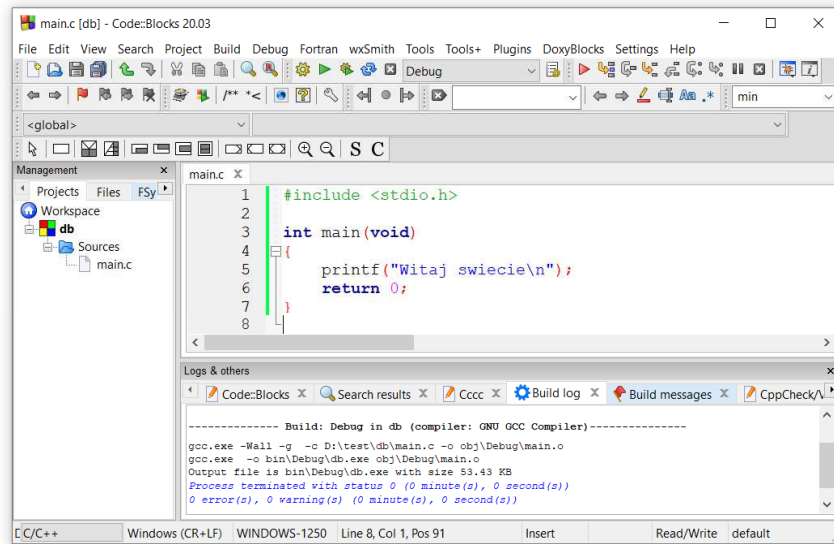 main.c [db] - Code::Blocks 20.03
File Edit View Search Project Build Debug Fortran wxSmith Tools Tools+ Plugins DoxyBlocks Settings Help
Debug
/** *< min
<global>
S C
Management
Projects Files FSy
Workspace
db
Sources
main.c
main.c
1 #include <stdio.h>
2
3 int main(void)
4 {
5 printf("Witaj swiecie\n");
6 return 0;
7 }
8
Logs & others
Code::Blocks Search results Cccc Build log Build messages CppCheck/V
-------------- Build: Debug in db (compiler: GNU GCC Compiler)---------------
gcc.exe -Wall -g -c D:\test\db\main.c -o obj\Debug\main.o
gcc.exe -o bin\Debug\db.exe obj\Debug\main.o
Output file is bin\Debug\db.exe with size 53.43 KB
Process terminated with status 0 (0 minute(s), 0 second(s))
0 error(s), 0 warning(s) (0 minute(s), 0 second(s))
C/C++ Windows (CR+LF) WINDOWS-1250 Line 8, Col 1, Pos 91 Insert Read/Write default